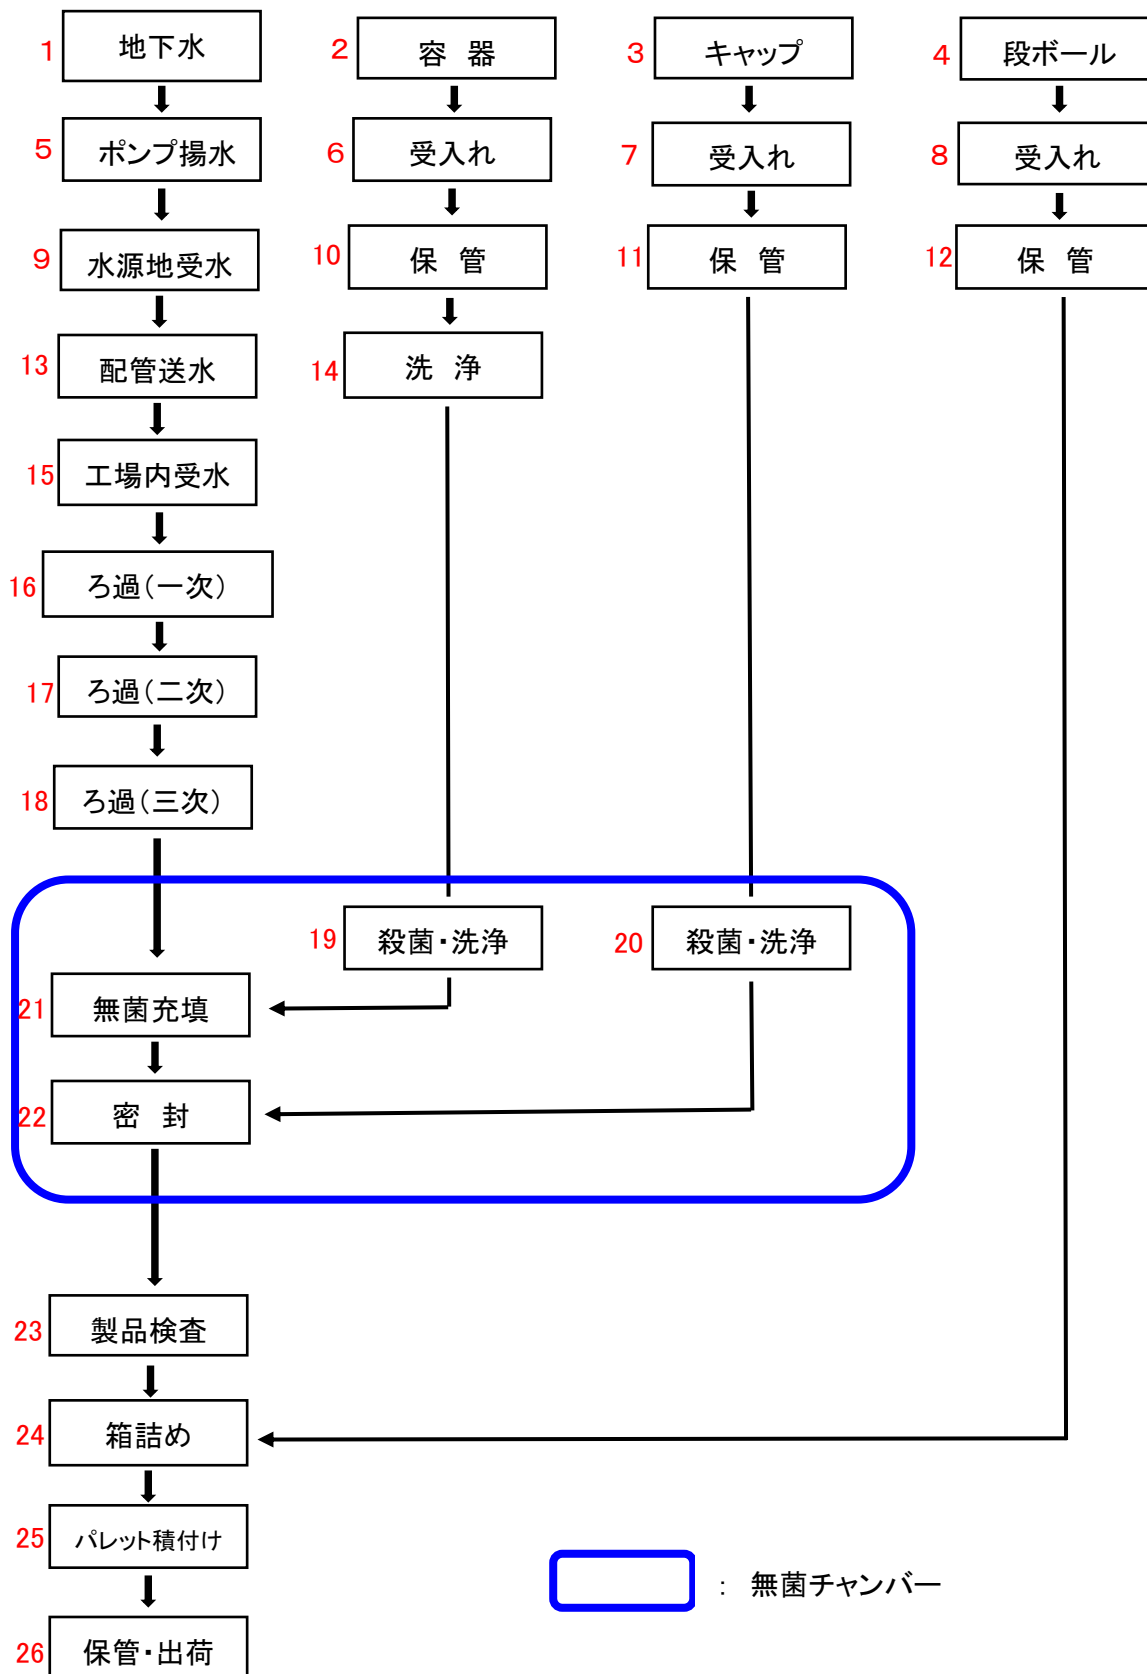 1 地下水 2 容 器 3 キャップ 4 段ボール
5 ポンプ揚水 6 受入れ 7 受入れ 8 受入れ
9 水源地受水 10 保 管 11 保 管 12 保 管
13 配管送水 14 洗 浄
15 工場内受水
16 ろ過(一次)
17 ろ過(二次)
18 ろ過(三次)
19 殺菌・洗浄 20 殺菌・洗浄
21 無菌充填
22 密 封
23 製品検査
24 箱詰め
25 パレット積付け
: 無菌チャンバー
26 保管・出荷